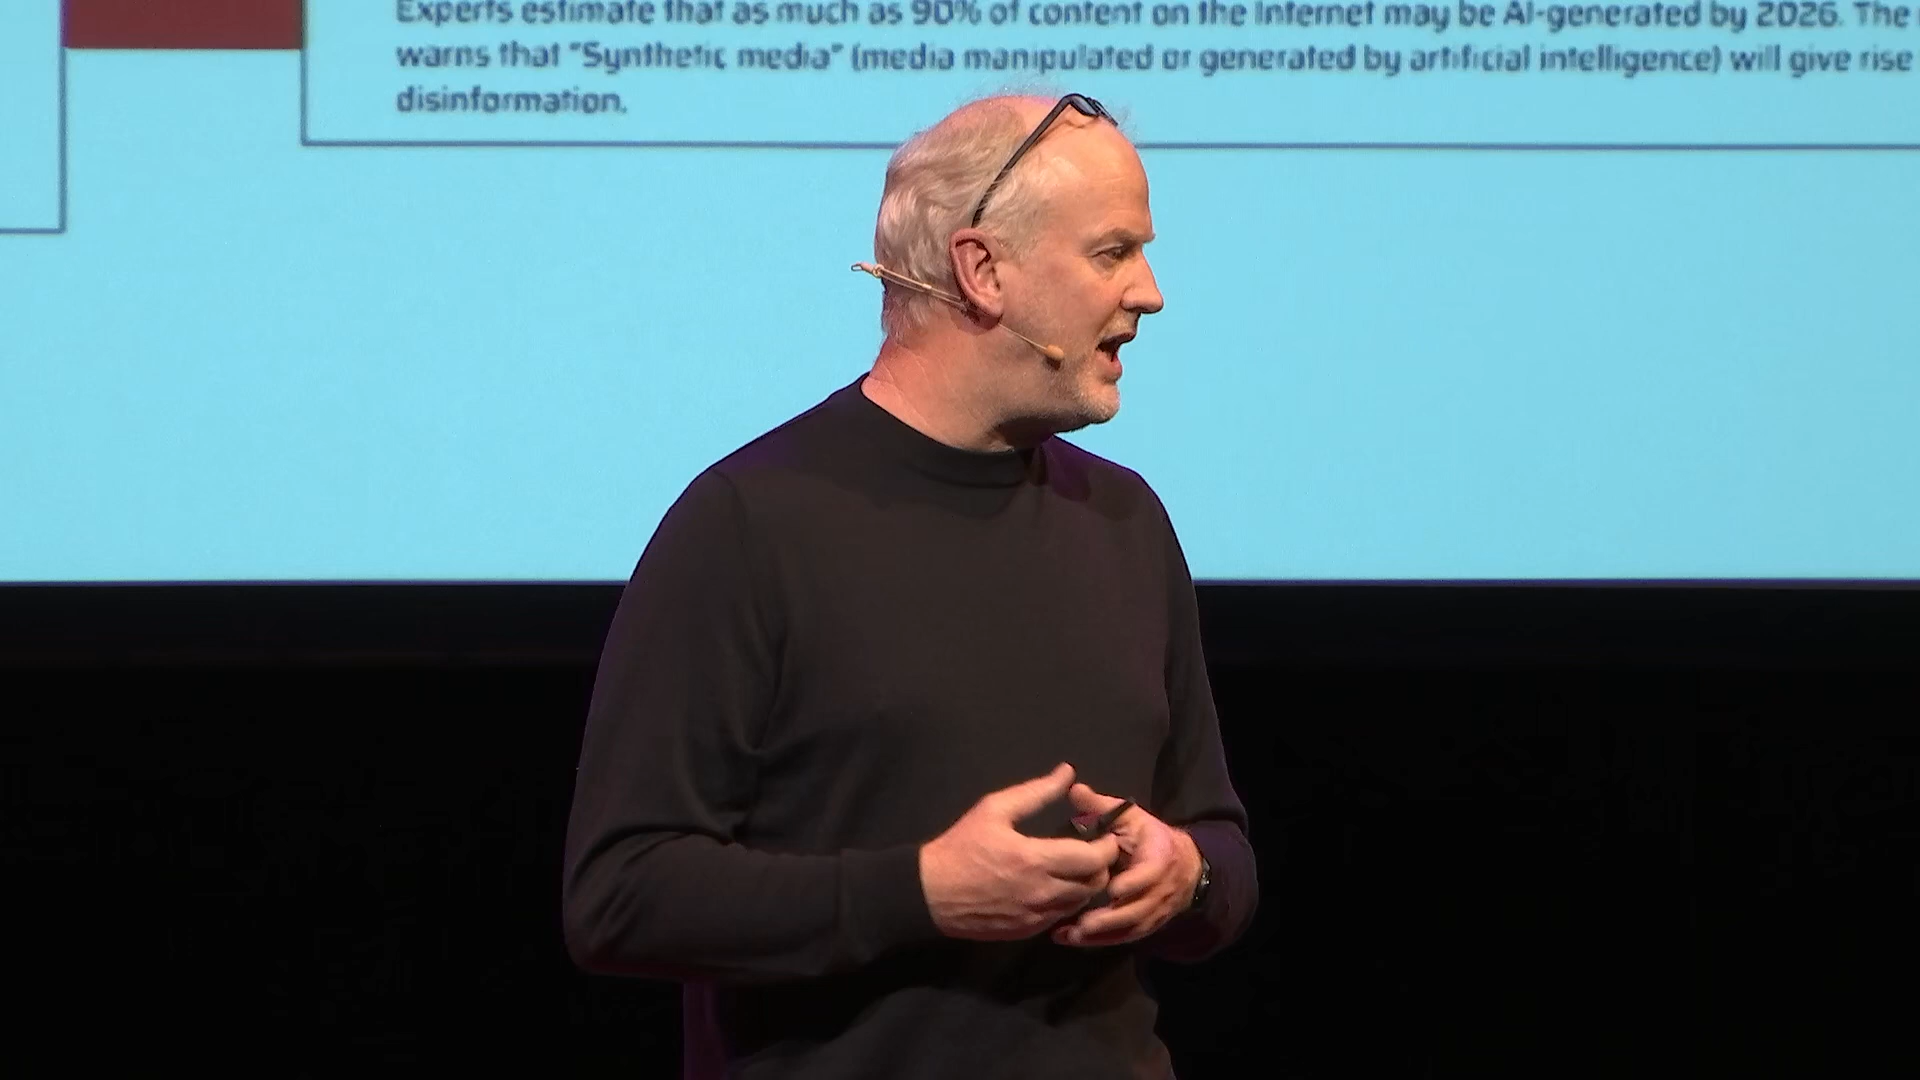 Experts estimate that as much as 90% of content on the Internet may be AI-generated by 2026. The
warns that "Synthetic media" (media manipulated or generated by artificial intelligence) will give rise
disinformation.